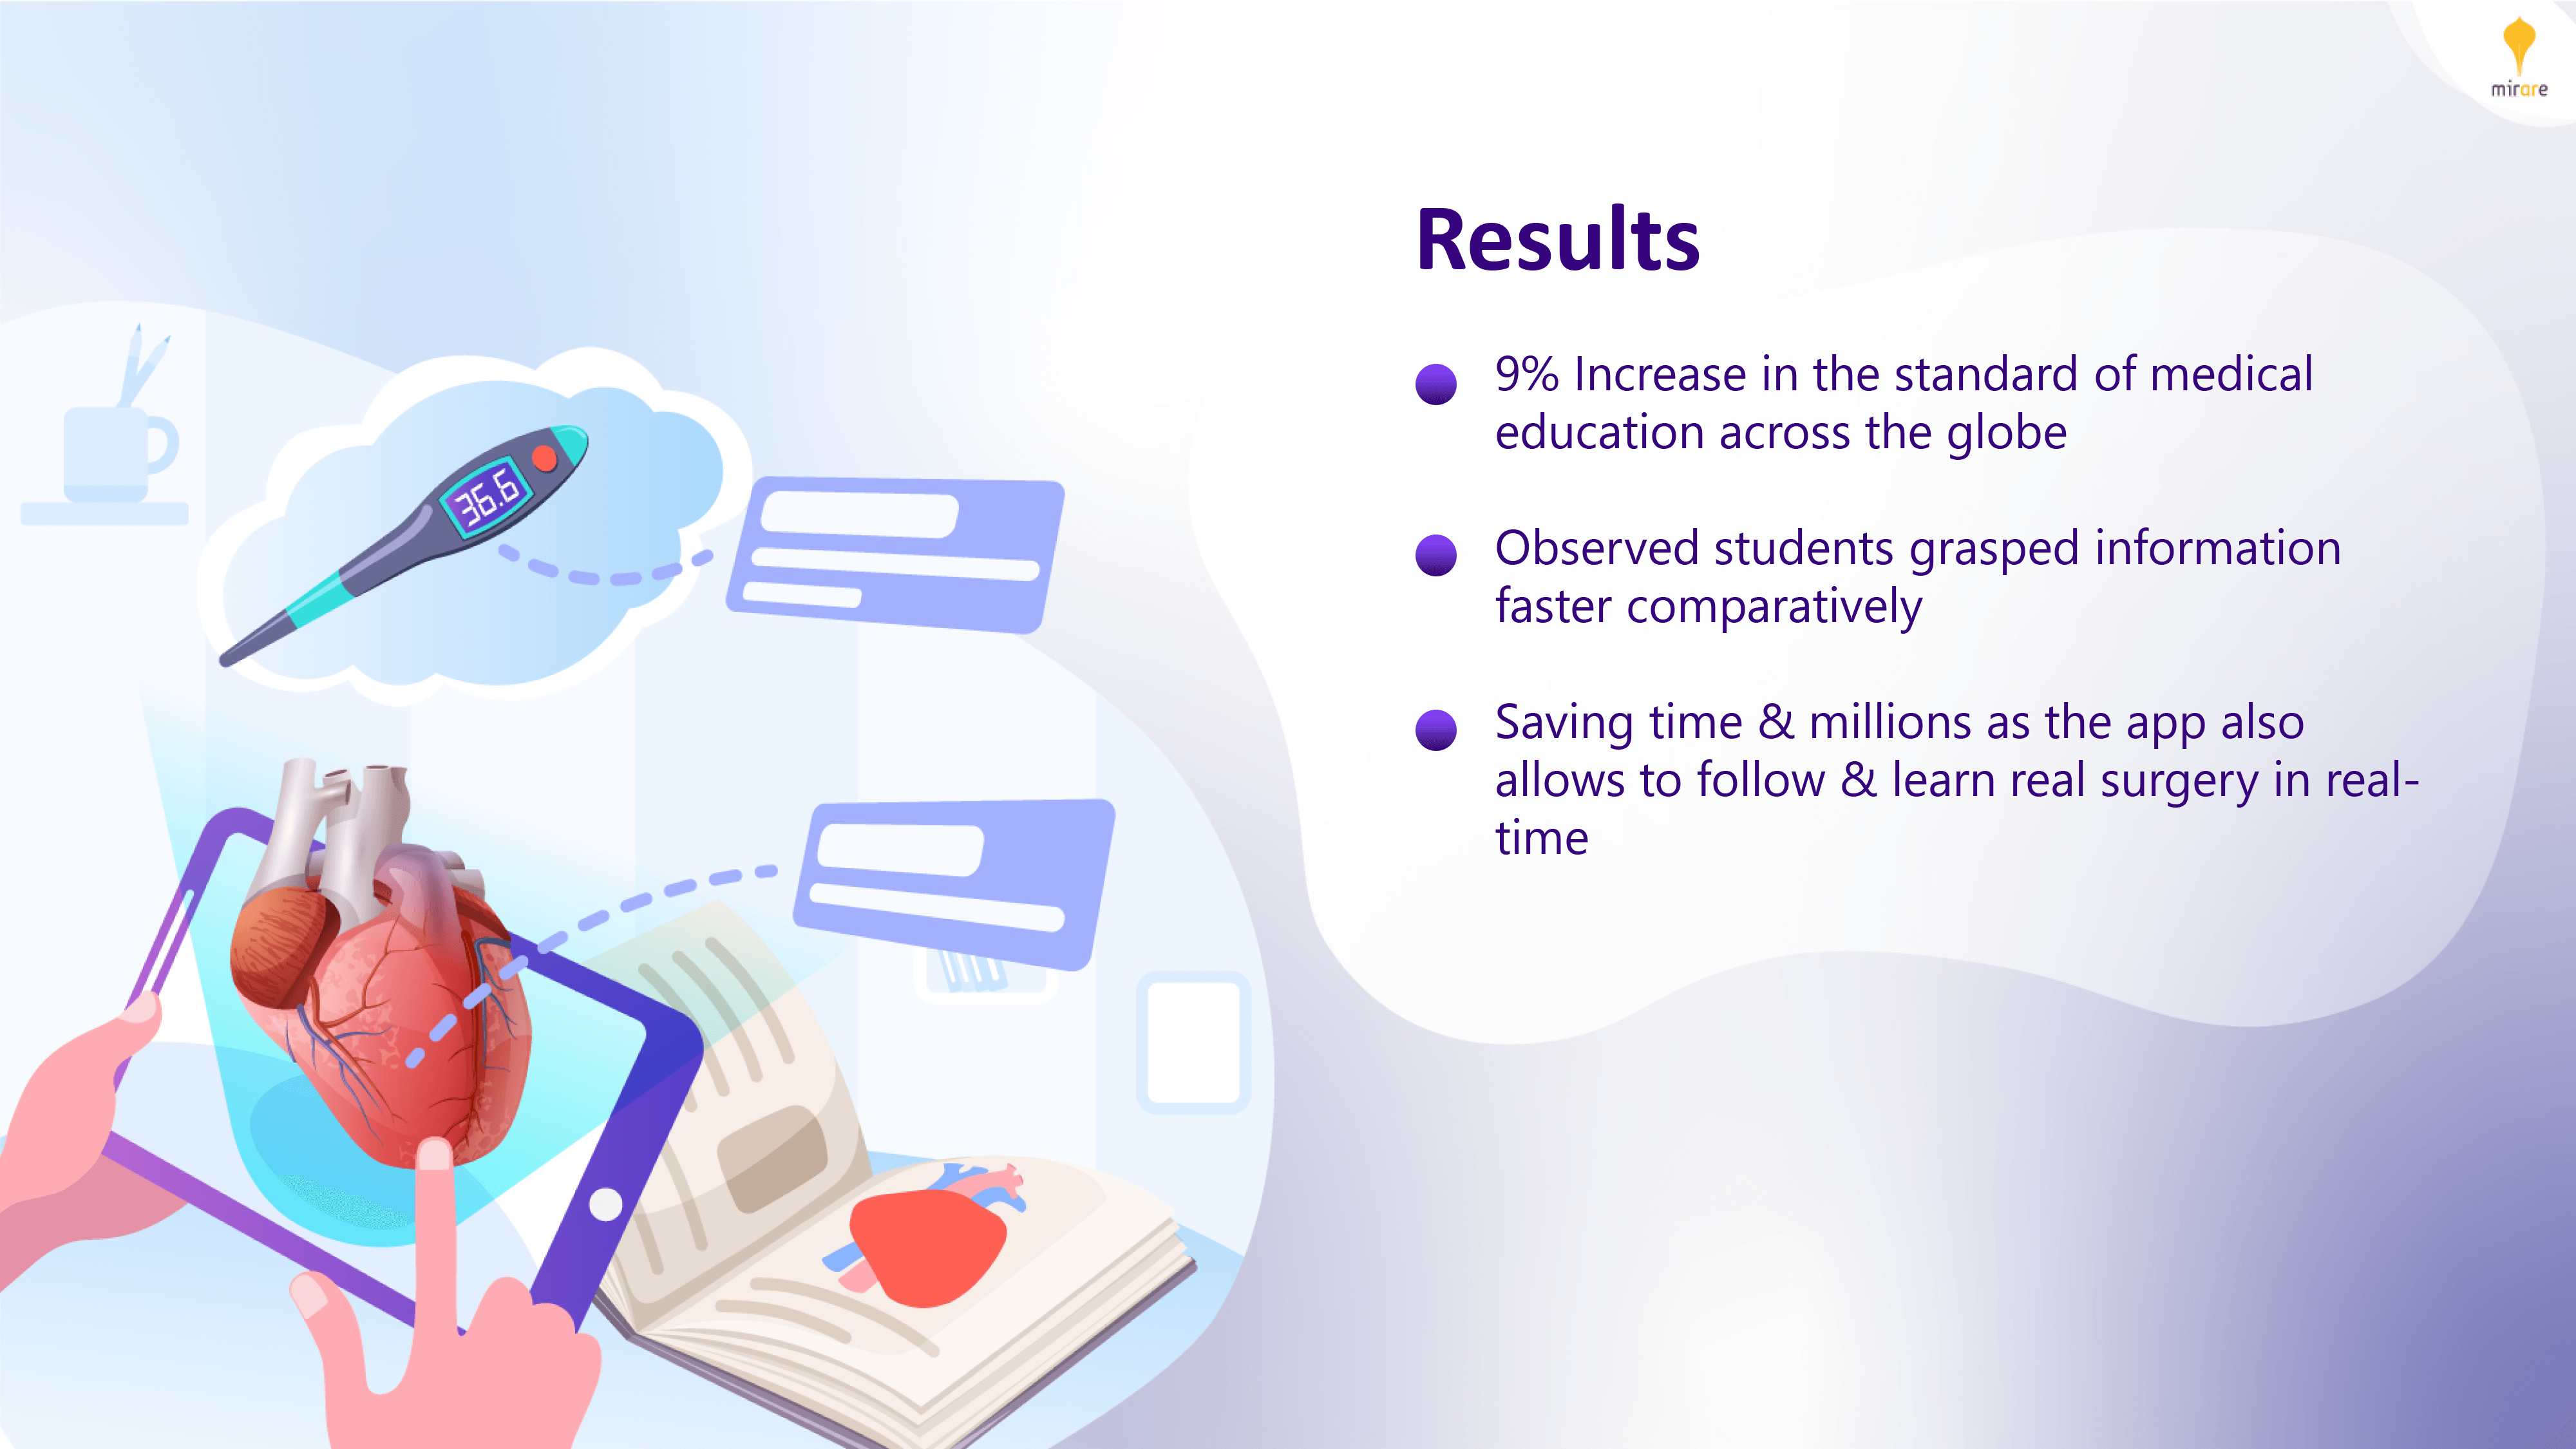 mirare
Results
9% Increase in the standard of medical
education across the globe
Observed students grasped information
faster comparatively
Saving time & millions as the app also
allows to follow & learn real surgery in real-
time
36.6